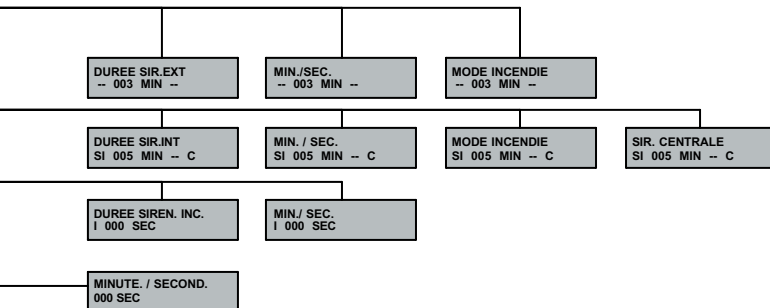 DUREE SIR.EXT
-- 003 MIN --
MIN./SEC.
-- 003 MIN --
MODE INCENDIE
-- 003 MIN --
DUREE SIR.INT
SI 005 MIN -- C
MIN. / SEC.
SI 005 MIN -- C
MODE INCENDIE
SI 005 MIN -- C
SIR. CENTRALE
SI 005 MIN -- C
DUREE SIREN. INC.
I 000 SEC
MIN./ SEC.
I 000 SEC
MINUTE. / SECOND.
000 SEC